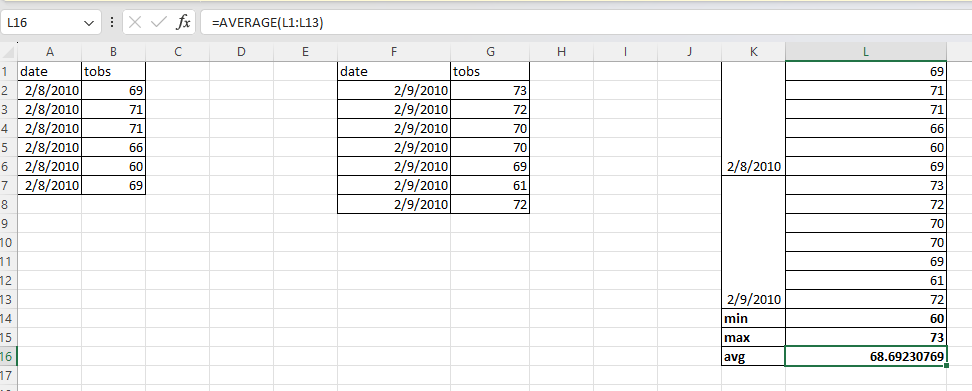 L16 fx =AVERAGE(L1:L13)
A B C D E F G H I J K L
1 date tobs date tobs 69
2 2/8/2010 69 2/9/2010 73 71
3 2/8/2010 71 2/9/2010 72 71
4 2/8/2010 71 2/9/2010 70 66
5 2/8/2010 66 2/9/2010 70 60
6 2/8/2010 60 2/9/2010 69 2/8/2010 69
7 2/8/2010 69 2/9/2010 61 73
8 2/9/2010 72 72
9 70
10 70
11 69
12 61
13 2/9/2010 72
14 min 60
15 max 73
16 avg 68.69230769
17